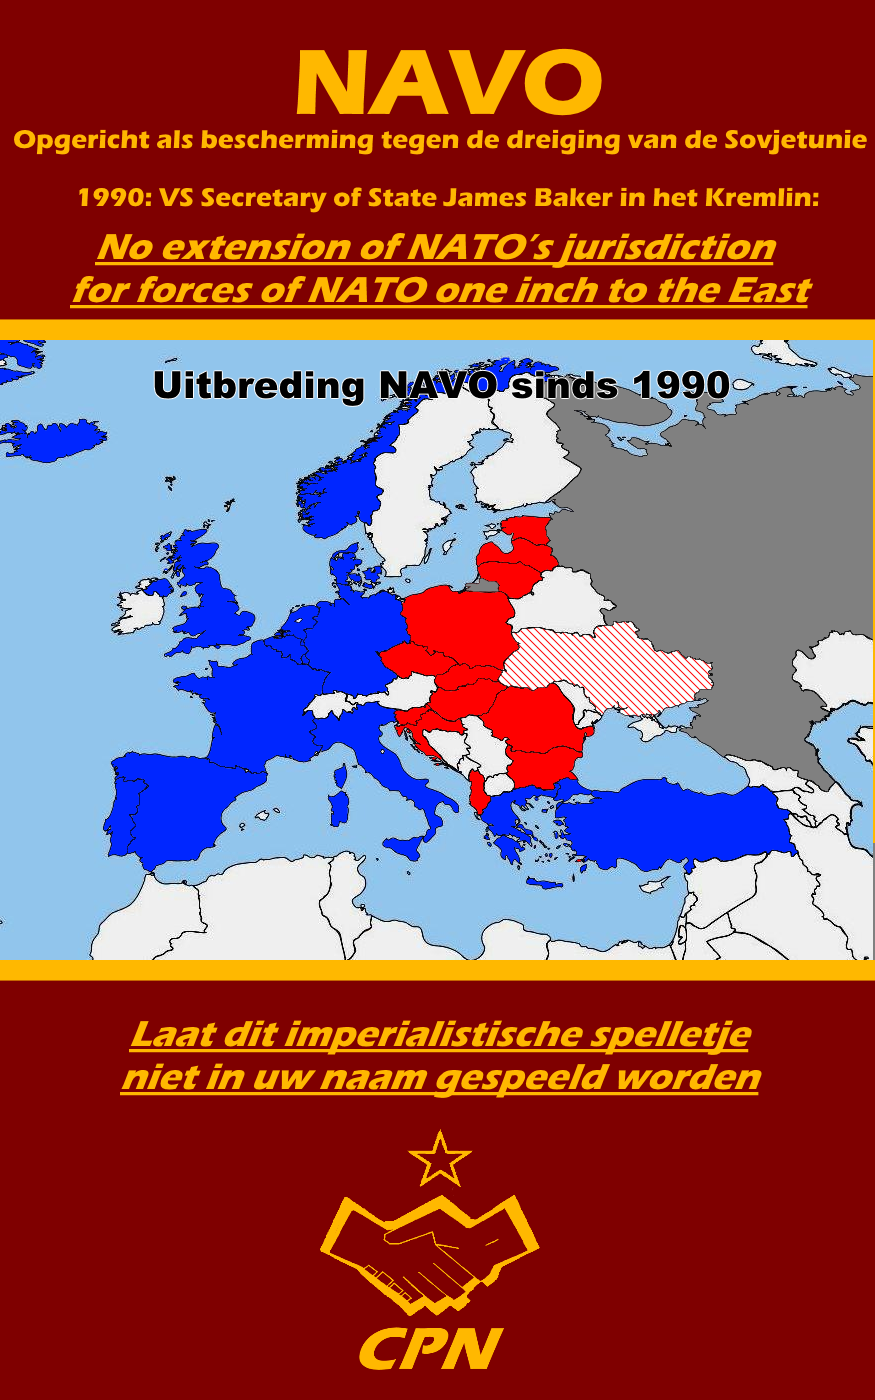 NAVO
Opgericht als bescherming tegen de dreiging van de Sovjetunie
1990: VS Secretary of State James Baker in het Kremlin:
No extension of NATO's jurisdiction
for forces of NATO one inch to the East
Uitbreding NAVO sinds 1990
Laat dit imperialistische spelletje
niet in uw naam gespeeld worden
CPN